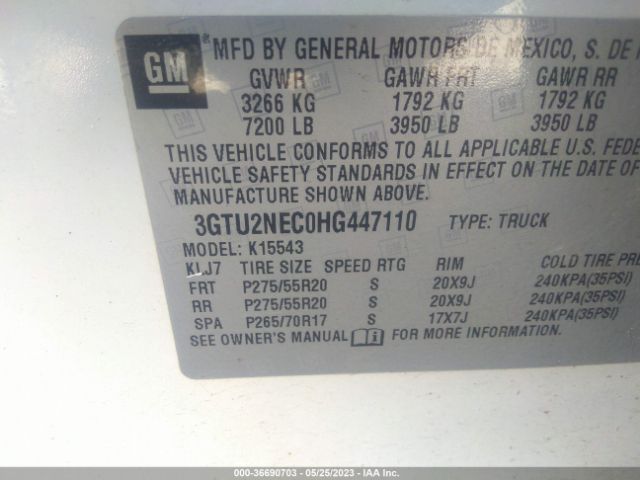 GM
MFD BY GENERAL MOTORS DE MEXICO, S. DE
GVWR GAWR FRT GAWR RR
3266 KG 1792 KG 1792 KG
7200 LB 3950 LB 3950 LB
THIS VEHICLE CONFORMS TO ALL APPLICABLE U.S. FEDE
VEHICLE SAFETY STANDARDS IN EFFECT ON THE DATE OF
MANUFACTURE SHOWN ABOVE.
3GTU2NEC0HG447110 TYPE: TRUCK
MODEL: K15543
KLJ7 TIRE SIZE SPEED RTG RIM COLD TIRE PRE
FRT P275/55R20 S 20X9J 240KPA(35PSI)
RR P275/55R20 S 20X9J 240KPA(35PSI)
SPA P265/70R17 S 17X7J 240KPA(35PSI)
SEE OWNER'S MANUAL FOR MORE INFORMATION.
000-36690703 - 05/25/2023 - IAAI.COM